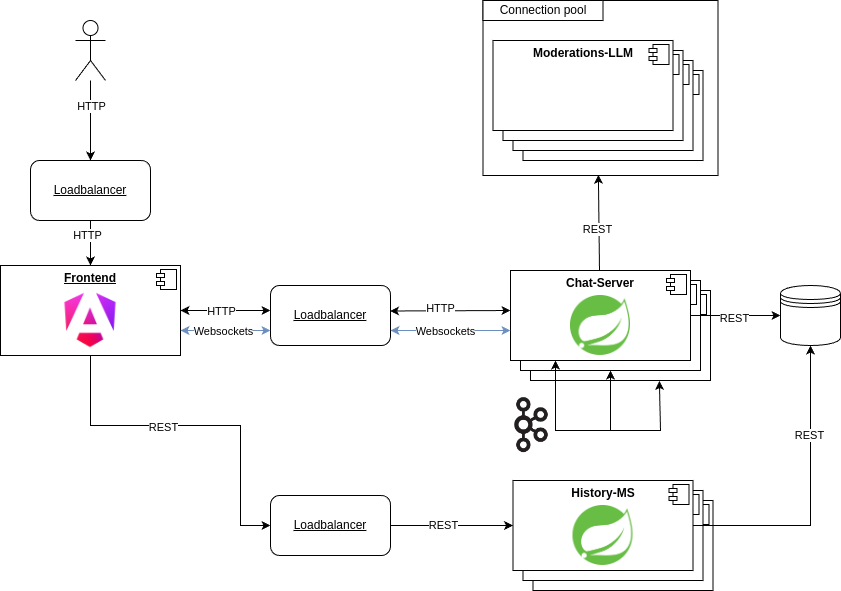 Connection pool
Moderations-LLM
HTTP
Loadbalancer
HTTP
REST
Frontend
Chat-Server
HTTP
Loadbalancer
HTTP
REST
Websockets
Websockets
REST
REST
History-MS
Loadbalancer
REST